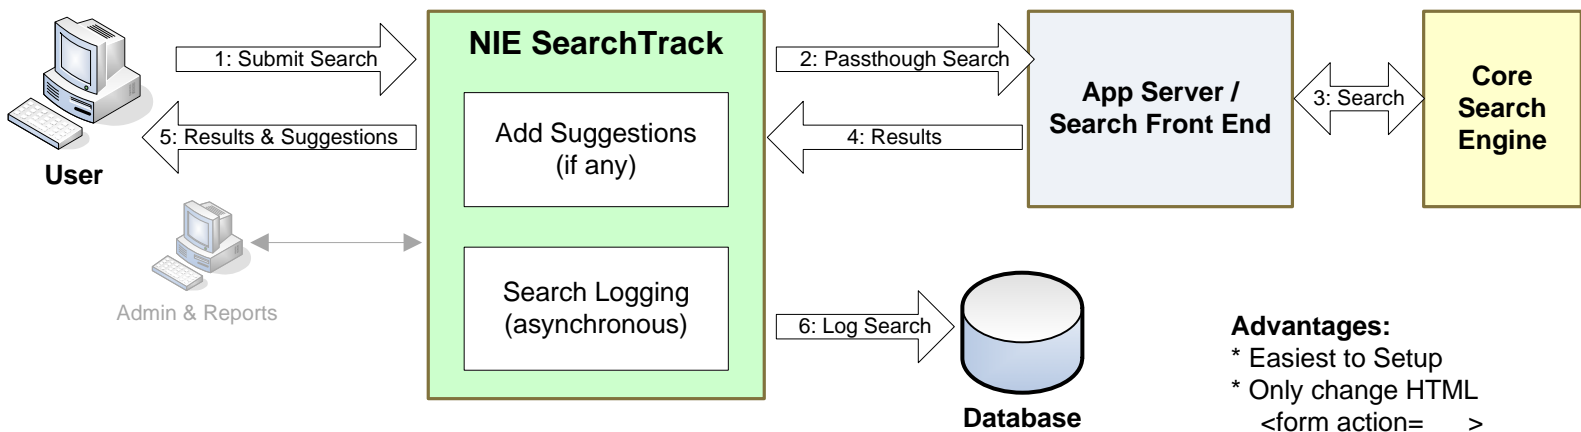 1: Submit Search
NIE SearchTrack
2: Passthough Search
App Server /
Search Front End
3: Search
Core
Search
Engine
5: Results & Suggestions
4: Results
Add Suggestions
(if any)
User
Admin & Reports
Search Logging
(asynchronous)
6: Log Search
Database
Advantages:
* Easiest to Setup
* Only change HTML
<form action=      >